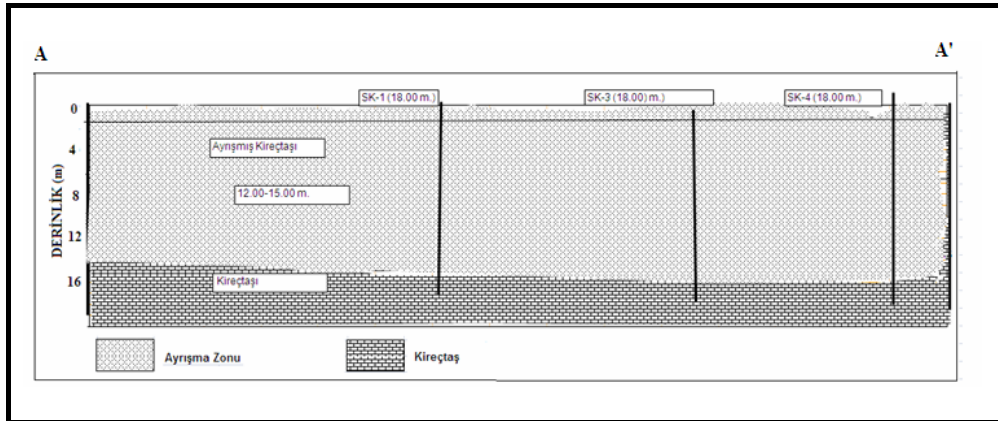 A
A'
SK-1 (18.00 m.)
SK-3 (18.00) m.)
SK-4 (18.00 m.)
0
4
8
12
16
DERİNLİK (m)
Ayrışmış Kireçtaşı
12.00-15.00 m.
Kireçtaşı
Ayrışma Zonu
Kireçtaş